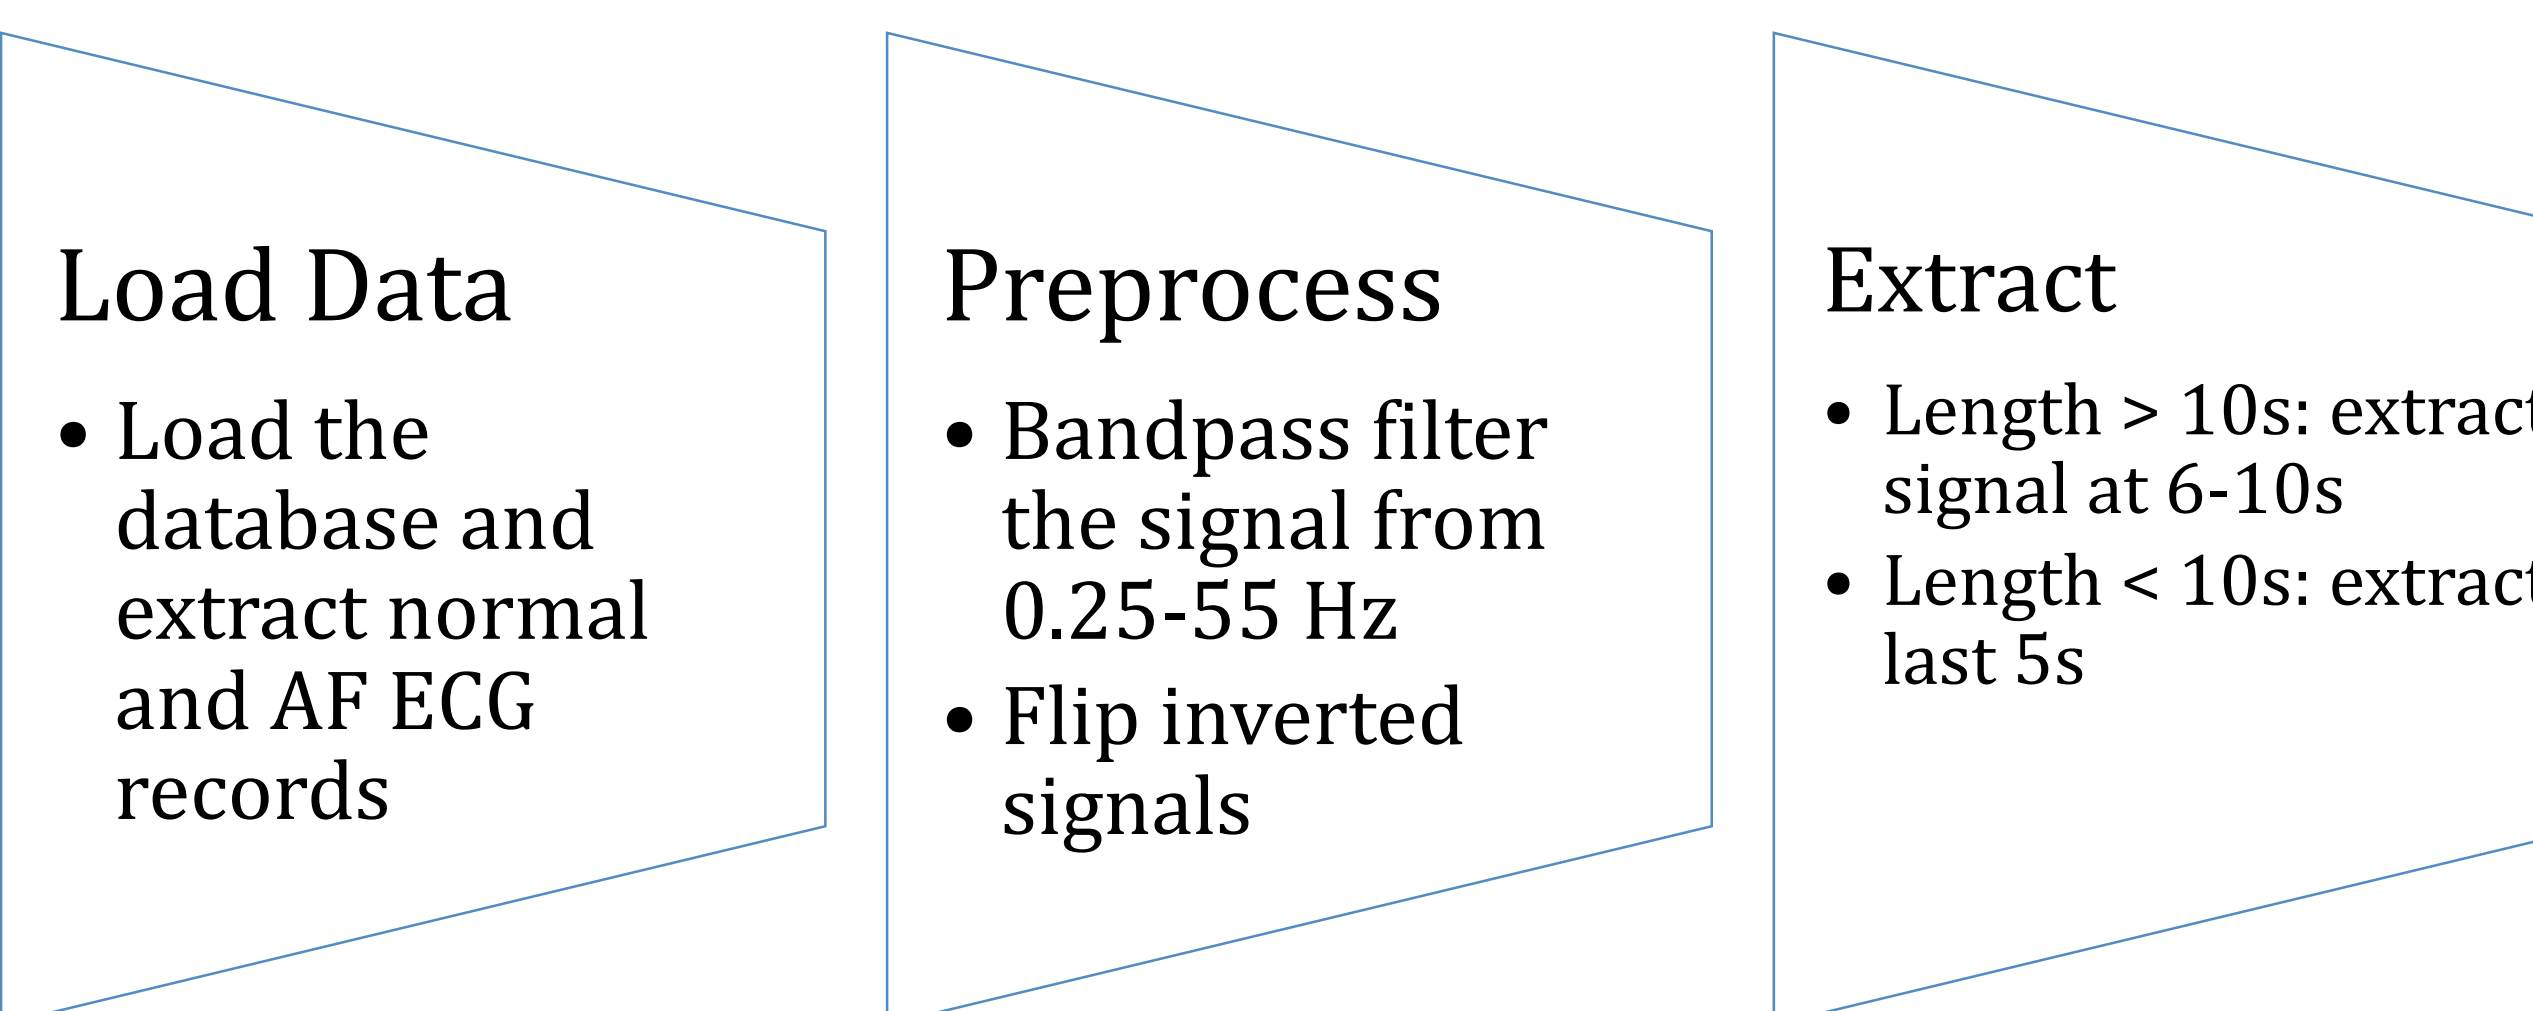 Load Data
• Load the
database and
extract normal
and AF ECG
records
Preprocess
• Bandpass filter
the signal from
0.25-55 Hz
• Flip inverted
signals
Extract
• Length > 10s: extract
signal at 6-10s
• Length < 10s: extract
last 5s